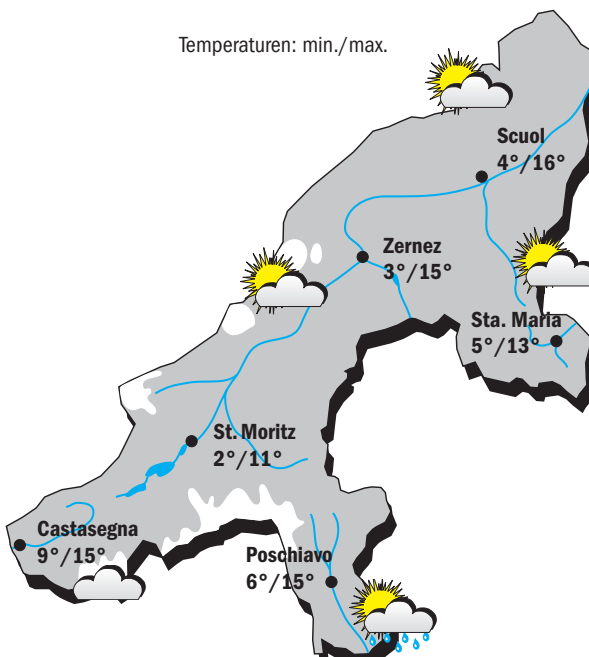 Temperaturen: min./max.
Scuol
4°/16°
Zernez
3°/15°
Sta. Maria
5°/13°
St. Moritz
2°/11°
Castasegna
9°/15°
Poschiavo
6°/15°